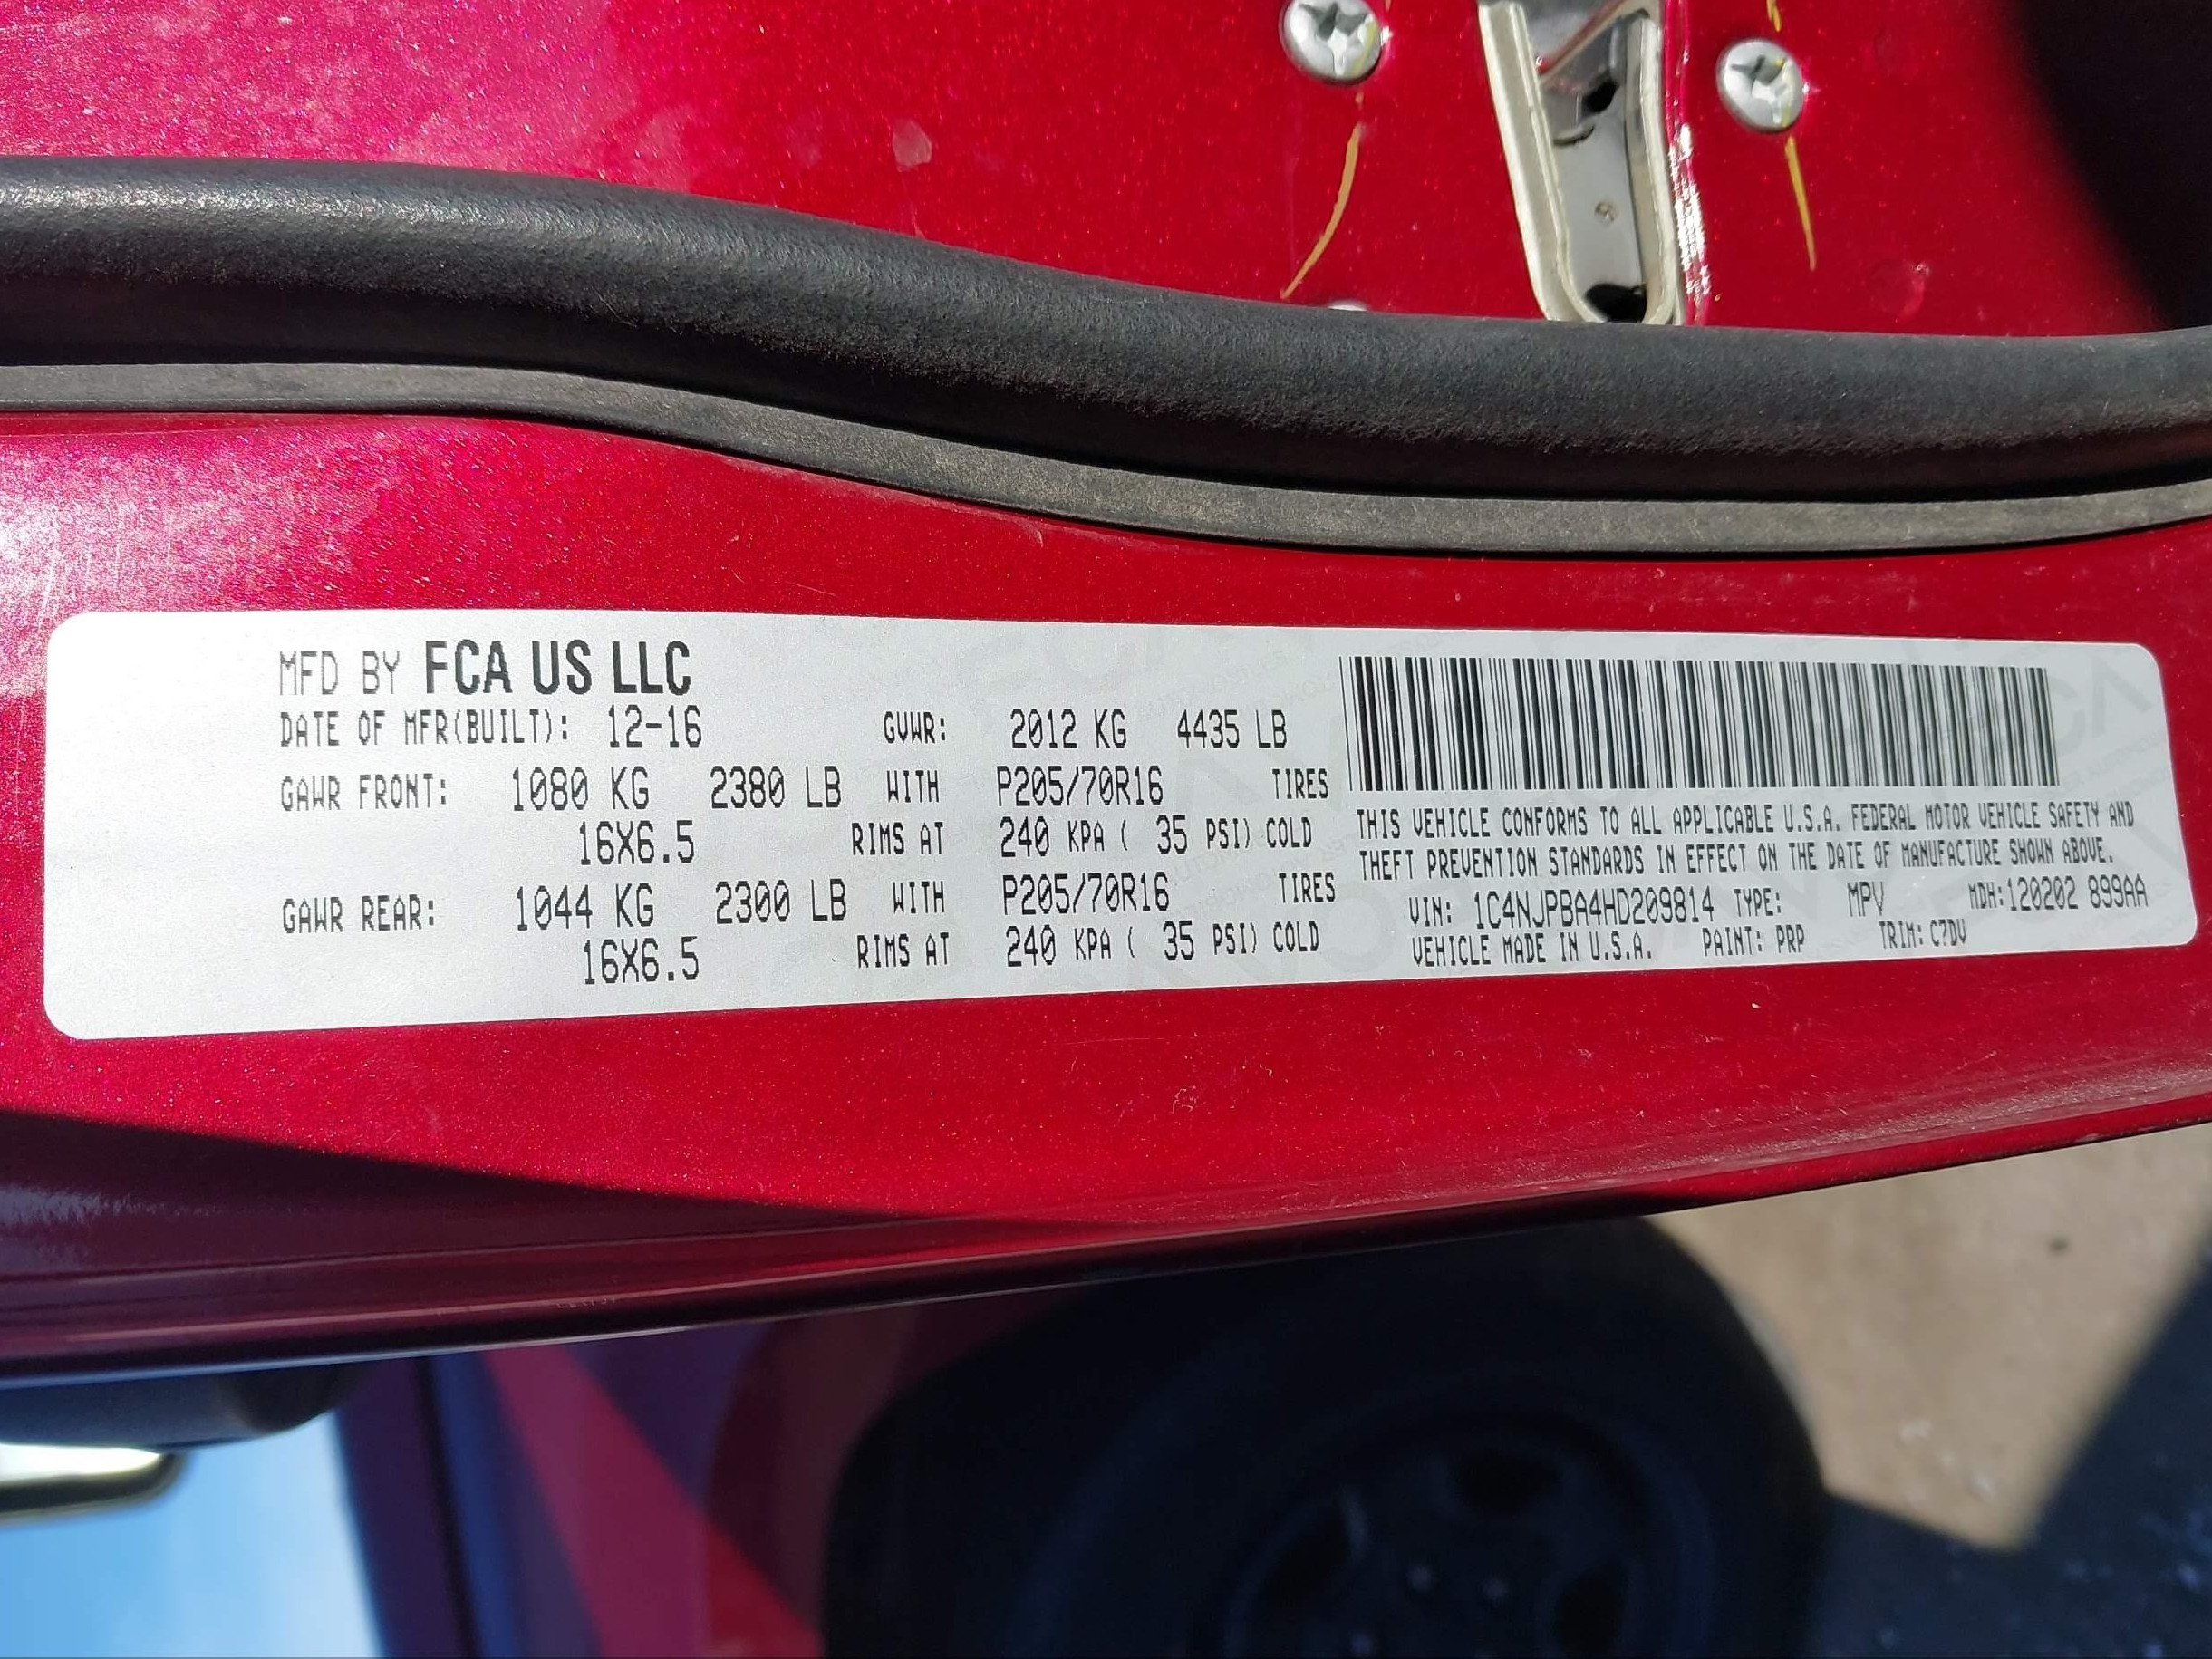 MFD BY FCA US LLC
DATE OF MFR(BUILT): 12-16 GVWR: 2012 KG 4435 LB
GAWR FRONT: 1080 KG 2380 LB WITH P205/70R16 TIRES
16X6.5 RIMS AT 240 KPA ( 35 PSI) COLD
GAWR REAR: 1044 KG 2300 LB WITH P205/70R16 TIRES
16X6.5 RIMS AT 240 KPA ( 35 PSI) COLD
THIS VEHICLE CONFORMS TO ALL APPLICABLE U.S.A. FEDERAL MOTOR VEHICLE SAFETY AND
THEFT PREVENTION STANDARDS IN EFFECT ON THE DATE OF MANUFACTURE SHOWN ABOVE.
VIN: 1C4NJPBA4HD209814 TYPE: MPV MDH:120202 899AA
VEHICLE MADE IN U.S.A. PAINT: PRP TRIM: C7DV